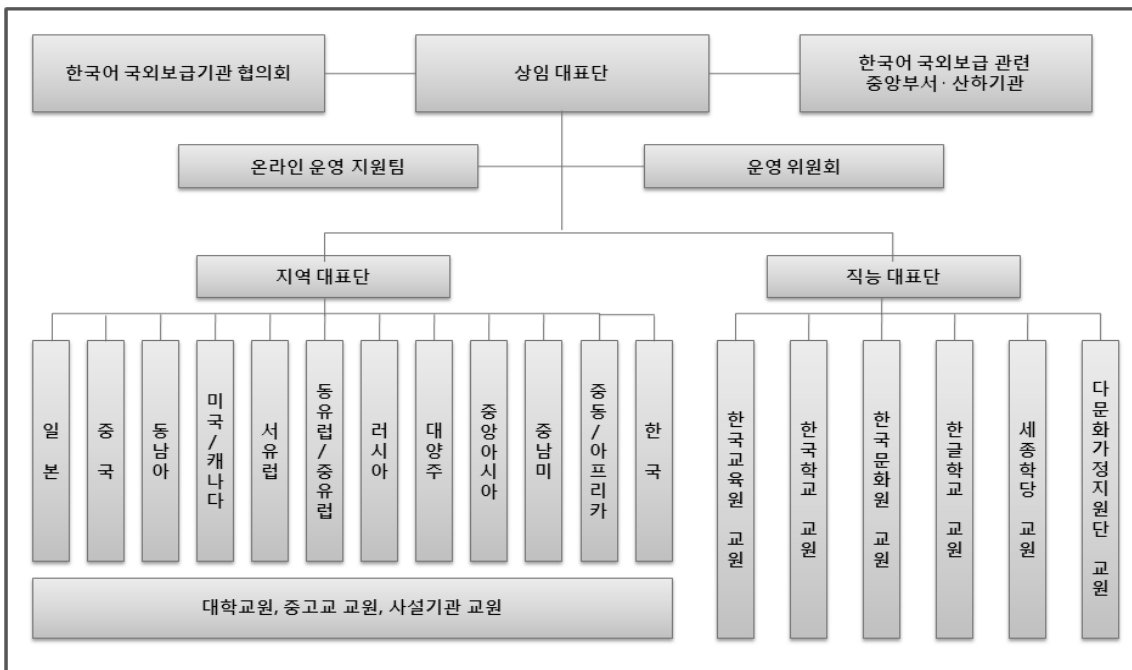 한국어 국외보급기관 협의회
상임 대표단
한국어 국외보급 관련
중앙부서 · 산하기관
온라인 운영 지원팀
운영 위원회
지역 대표단
직능 대표단
일 본
중 국
동남아
미국/캐나다
서유럽
동유럽/중유럽
러시아
대양주
중앙아시아
중남미
중동/아프리카
한 국
한국교육원 교원
한국학교 교원
한국문화원 교원
한글학교 교원
세종학당 교원
다문화가정지원단 교원
대학교원, 중고교 교원, 사설기관 교원